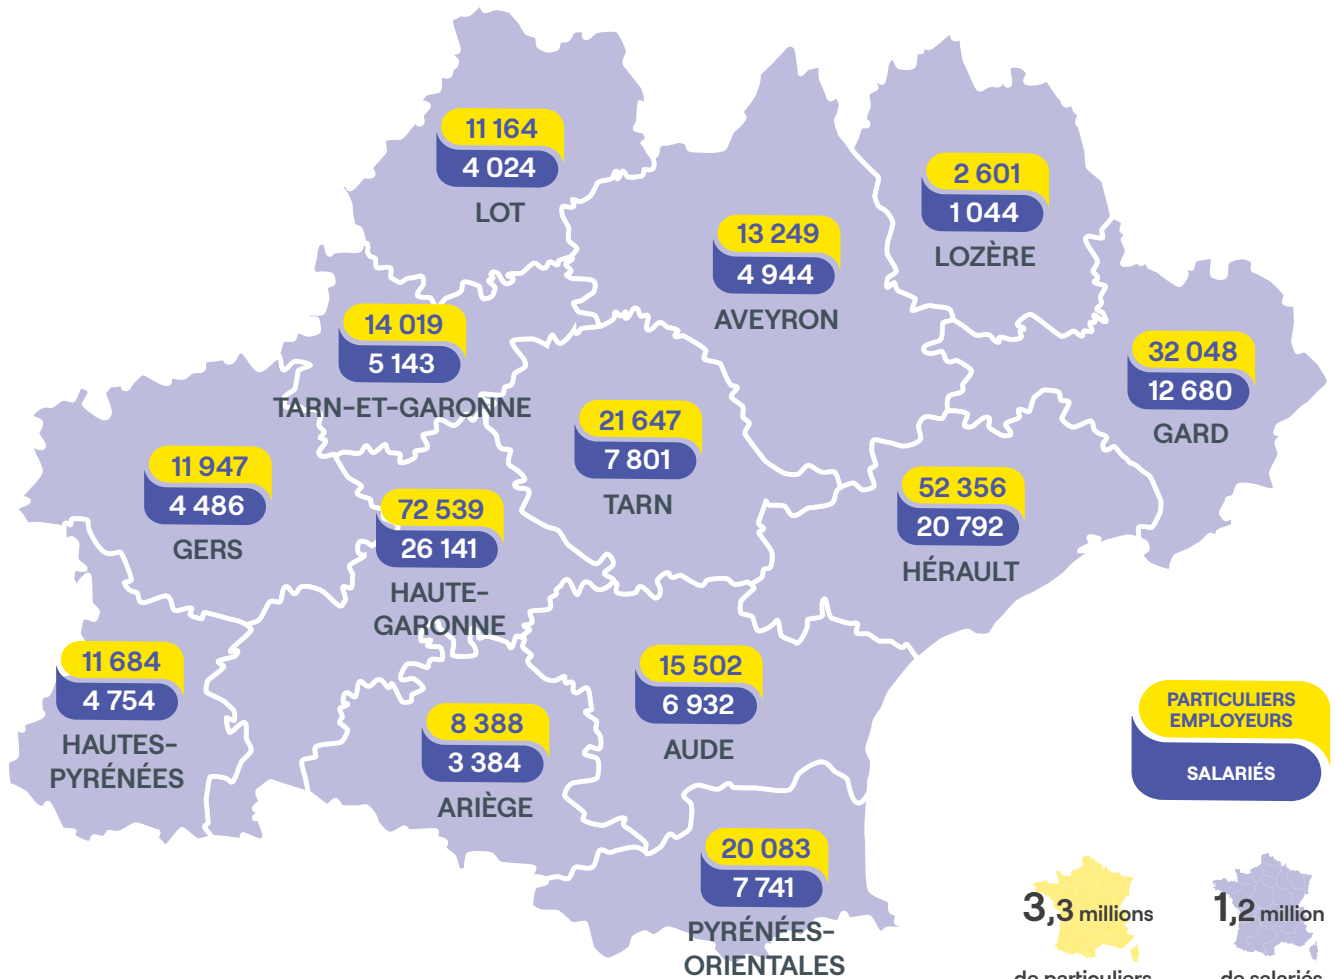 11 164
4 024
LOT
2 601
1 044
LOZÈRE
13 249
4 944
AVEYRON
14 019
5 143
TARN-ET-GARONNE
32 048
12 680
GARD
21 647
7 801
TARN
11 947
4 486
GERS
52 356
20 792
HÉRAULT
72 539
26 141
HAUTE-
GARONNE
11 684
4 754
HAUTES-
PYRÉNÉES
15 502
6 932
AUDE
8 388
3 384
ARIÈGE
20 083
7 741
PYRÉNÉES-
ORIENTALES
PARTICULIERS
EMPLOYEURS
SALARIÉS
3,3 millions
de particuliers
1,2 million
de salariés